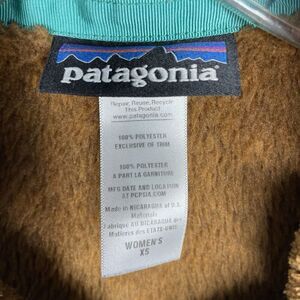 patagonia
Repair, Reuse, Recycle
This Product
www.patagonia.com
100% POLYESTER
EXCLUSIVE OF TRIM
100% POLYESTER
A PART LA GARNITURE
MFG DATE AND LOCATION
AT PCPSIA.COM
Made in NICARAGUA of U.S.
Materials
Fabriqué AU NICARAGUA des
Matières des ETATS-UNIS
WOMEN'S
XS